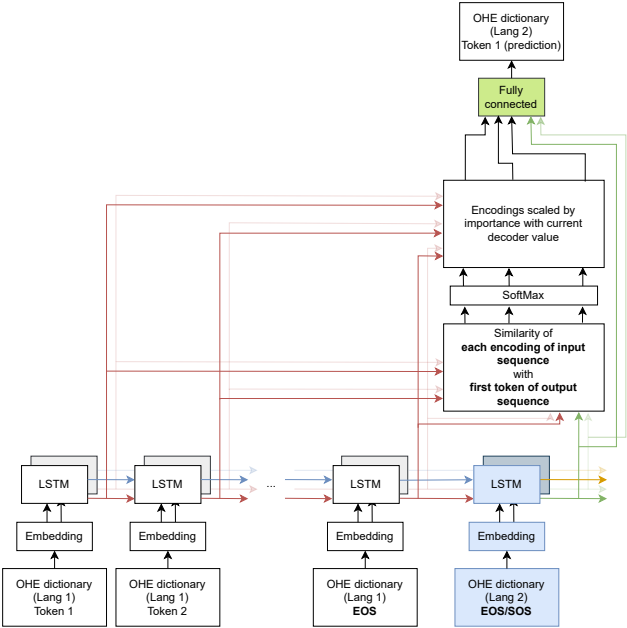 OHE dictionary
(Lang 2)
Token 1 (prediction)
Fully
connected
Encodings scaled by
importance with current
decoder value
SoftMax
Similarity of
each encoding of input
sequence
with
first token of output
sequence
LSTM
LSTM
...
LSTM
LSTM
Embedding
Embedding
Embedding
Embedding
OHE dictionary
(Lang 1)
Token 1
OHE dictionary
(Lang 1)
Token 2
OHE dictionary
(Lang 1)
EOS
OHE dictionary
(Lang 2)
EOS/SOS